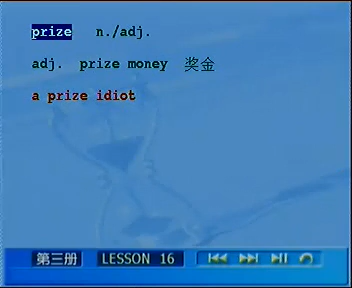 prize n./adj.
adj. prize money 奖金
a prize idiot
第三册 LESSON 16